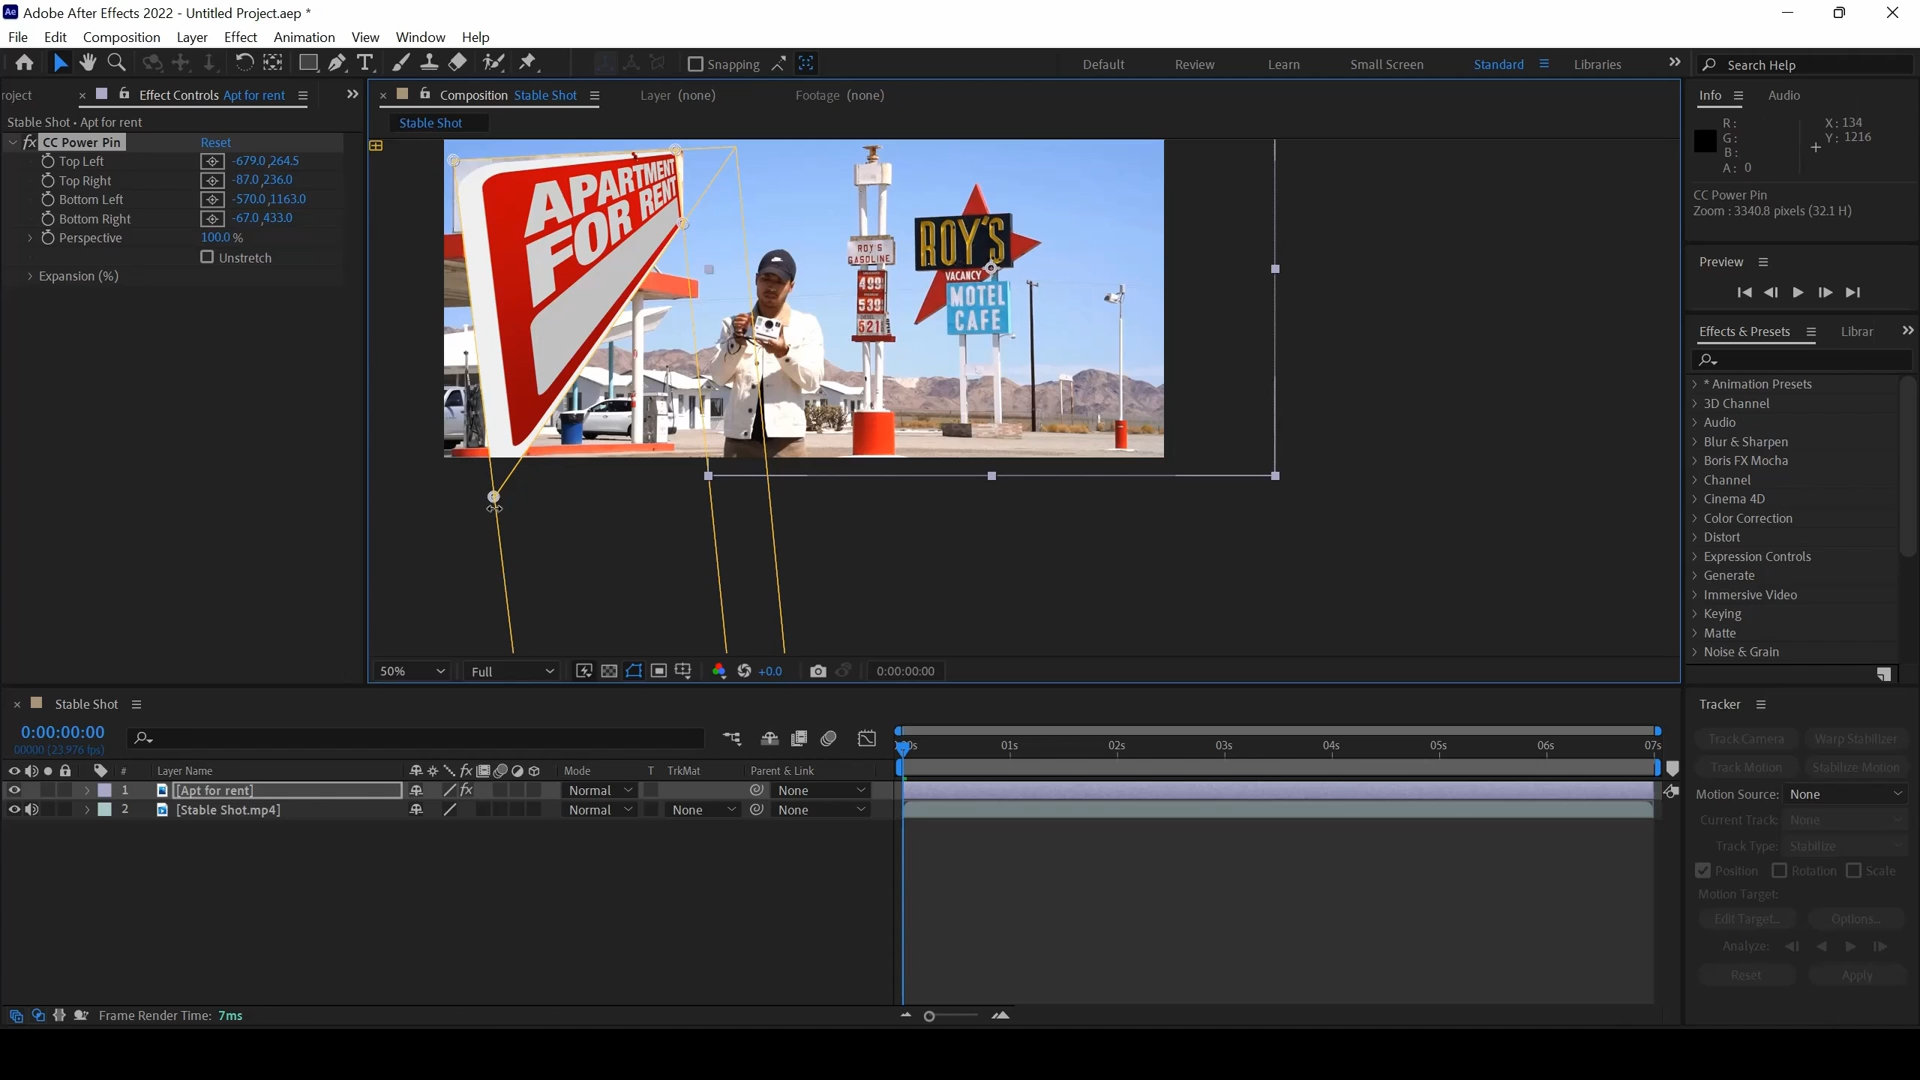 Adobe After Effects 2022 - Untitled Project.aep *
File Edit Composition Layer Effect Animation View Window Help
Snapping
Default Review Learn Small Screen Standard Libraries
Search Help
roject
Effect Controls Apt for rent
Composition Stable Shot
Layer (none)
Footage (none)
Info Audio
Stable Shot • Apt for rent
Stable Shot
fx CC Power Pin Reset
Top Left -679.0,264.5
Top Right -87.0,236.0
Bottom Left -570.0,1163.0
Bottom Right -67.0,433.0
Perspective 100.0 %
Unstretch
Expansion (%)
APARTMENT
FOR RENT
ROY'S
GASOLINE
499
539
521
ROY'S
VACANCY
MOTEL
CAFE
R:
G:
B:
A: 0
X: 134
Y: 1216
CC Power Pin
Zoom : 3340.8 pixels (32.1 H)
Preview
Effects & Presets Librar
* Animation Presets
3D Channel
Audio
Blur & Sharpen
Boris FX Mocha
Channel
Cinema 4D
Color Correction
Distort
Expression Controls
Generate
Immersive Video
Keying
Matte
Noise & Grain
50% Full +0.0 0:00:00:00
Stable Shot
0:00:00:00
00000 (23.976 fps)
00s 01s 02s 03s 04s 05s 06s 07s
# Layer Name fx Mode T TrkMat Parent & Link
1 [Apt for rent] fx Normal None
2 [Stable Shot.mp4] Normal None None
Frame Render Time: 7ms
Tracker
Track Camera Warp Stabilizer
Track Motion Stabilize Motion
Motion Source: None
Current Track: None
Track Type: Stabilize
Position Rotation Scale
Motion Target:
Edit Target... Options...
Analyze:
Reset Apply